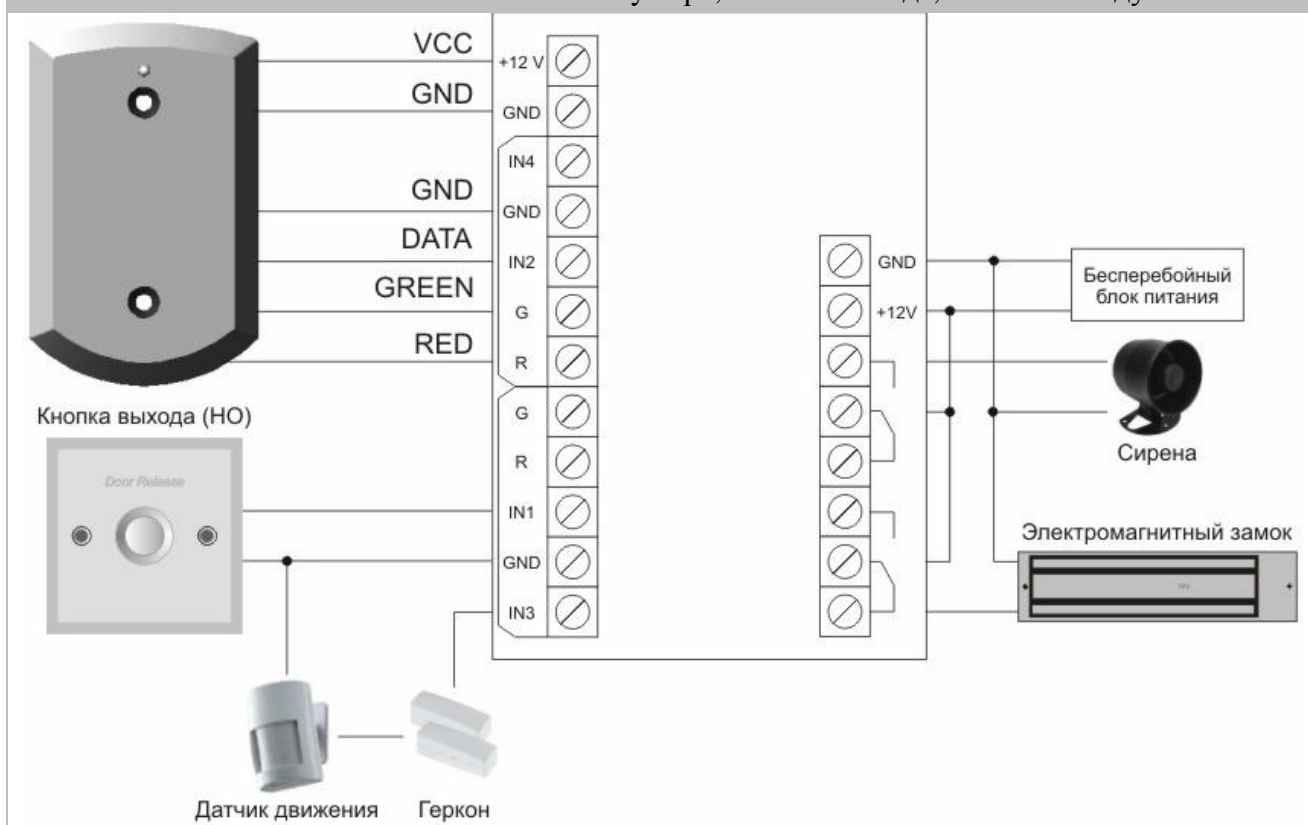 VCC
GND
GND
DATA
GREEN
RED
+12 V
GND
IN4
GND
IN2
G
R
G
R
IN1
GND
IN3
GND
+12V
Бесперебойный
блок питания
Сирена
Электромагнитный замок
Кнопка выхода (НО)
Door Release
Датчик движения
Геркон